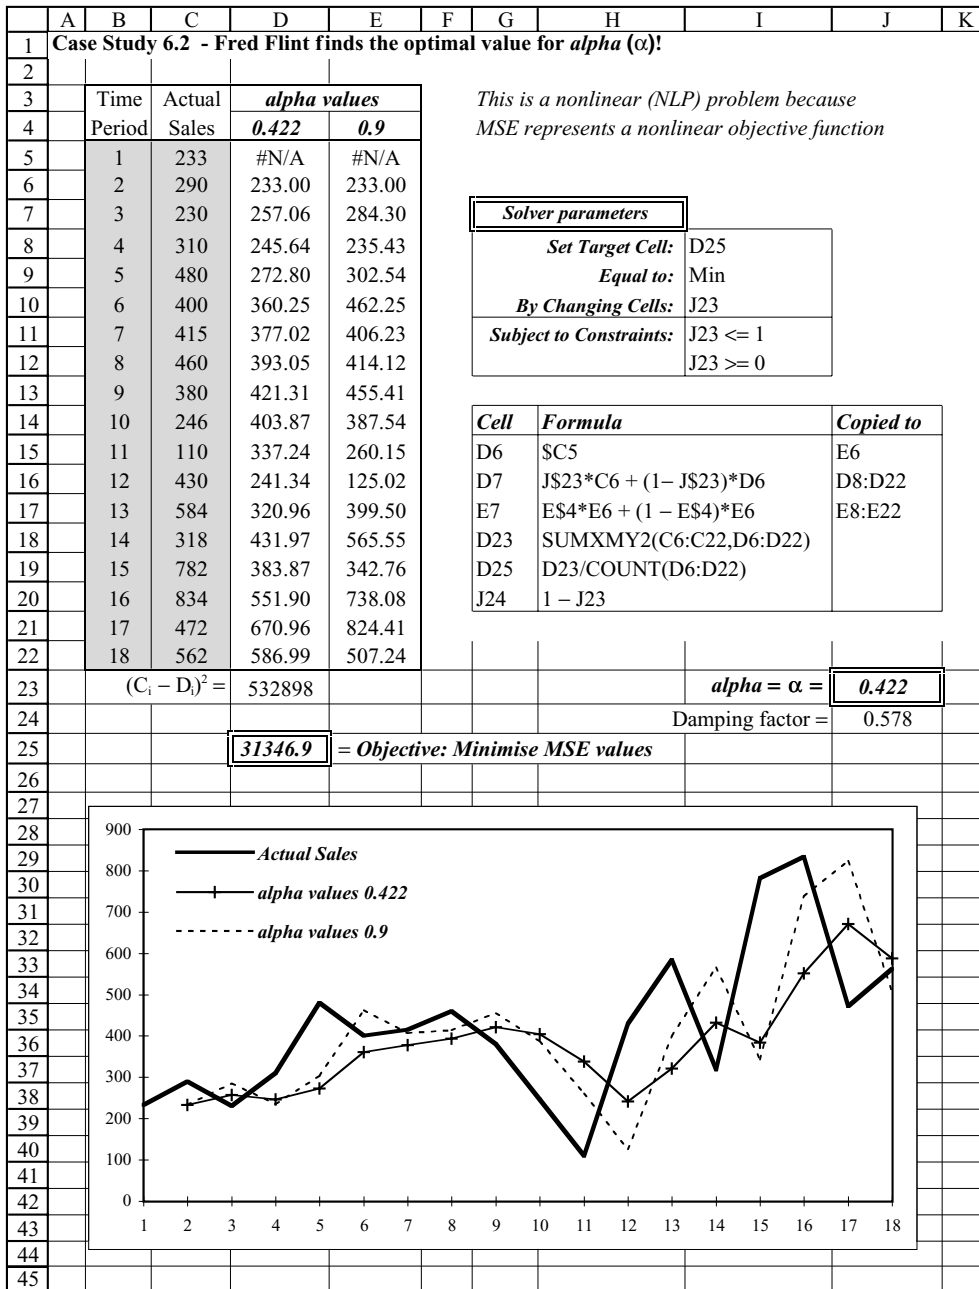 A B C D E F G H I J K
1 Case Study 6.2 - Fred Flint finds the optimal value for alpha (α)!
2
3 Time Actual alpha values This is a nonlinear (NLP) problem because
4 Period Sales 0.422 0.9 MSE represents a nonlinear objective function
5 1 233 #N/A #N/A
6 2 290 233.00 233.00
7 3 230 257.06 284.30 Solver parameters
8 4 310 245.64 235.43 Set Target Cell: D25
9 5 480 272.80 302.54 Equal to: Min
10 6 400 360.25 462.25 By Changing Cells: J23
11 7 415 377.02 406.23 Subject to Constraints: J23 <= 1
12 8 460 393.05 414.12 J23 >= 0
13 9 380 421.31 455.41
14 10 246 403.87 387.54 Cell Formula Copied to
15 11 110 337.24 260.15 D6 $C5 E6
16 12 430 241.34 125.02 D7 J$23*C6 + (1− J$23)*D6 D8:D22
17 13 584 320.96 399.50 E7 E$4*E6 + (1 − E$4)*E6 E8:E22
18 14 318 431.97 565.55 D23 SUMXMY2(C6:C22,D6:D22)
19 15 782 383.87 342.76 D25 D23/COUNT(D6:D22)
20 16 834 551.90 738.08 J24 1 − J23
21 17 472 670.96 824.41
22 18 562 586.99 507.24
23 (Ci − Di)² = 532898 alpha = α = 0.422
24 Damping factor = 0.578
25 31346.9 = Objective: Minimise MSE values
26
27
28 900
29 Actual Sales
30 800
31 alpha values 0.422
32 700
33 alpha values 0.9
34 600
35 500
36 400
37 300
38 200
39 100
40 0
41 1 2 3 4 5 6 7 8 9 10 11 12 13 14 15 16 17 18
42
43
44
45